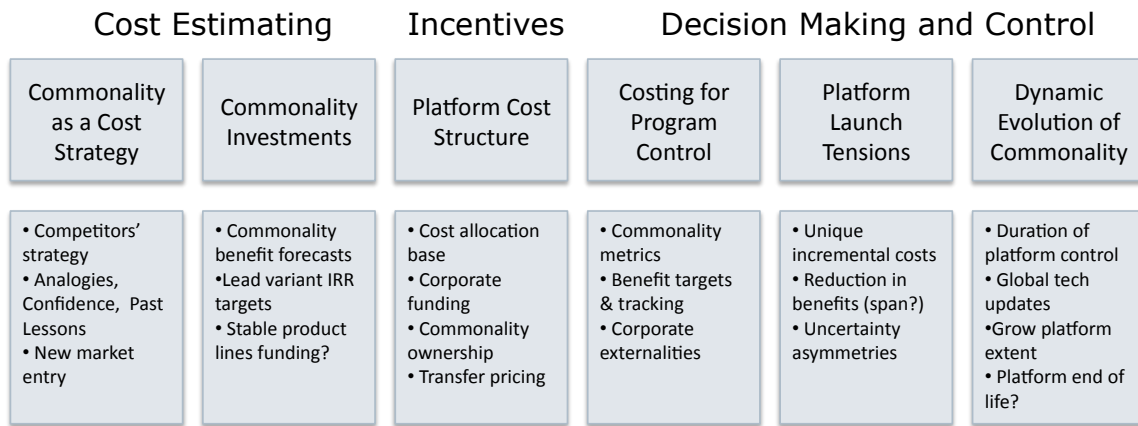 Cost Estimating
Incentives
Decision Making and Control
Commonality
as a Cost
Strategy
Commonality
Investments
Platform Cost
Structure
Costing for
Program
Control
Platform
Launch
Tensions
Dynamic
Evolution of
Commonality
• Competitors'
strategy
• Analogies,
Confidence, Past
Lessons
• New market
entry
• Commonality
benefit forecasts
•Lead variant IRR
targets
• Stable product
lines funding?
• Cost allocation
base
• Corporate
funding
• Commonality
ownership
• Transfer pricing
• Commonality
metrics
• Benefit targets
& tracking
• Corporate
externalities
• Unique
incremental costs
• Reduction in
benefits (span?)
• Uncertainty
asymmetries
• Duration of
platform control
• Global tech
updates
•Grow platform
extent
• Platform end of
life?